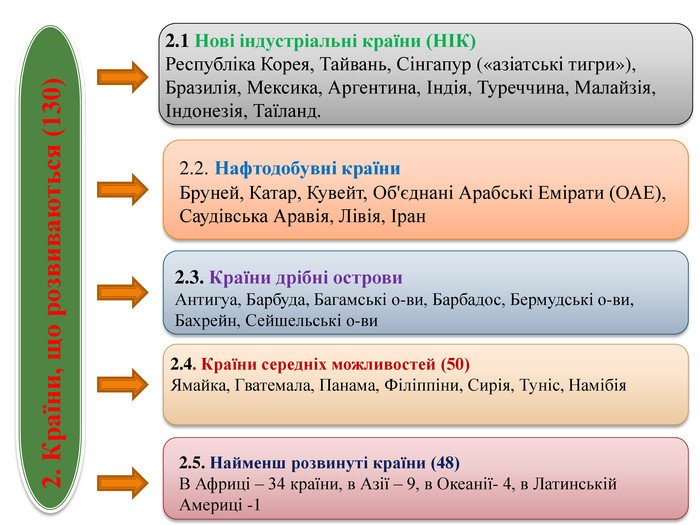 2. Країни, що розвиваються (130)
2.1 Нові індустріальні країни (НІК)
Республіка Корея, Тайвань, Сінгапур («азіатські тигри»),
Бразилія, Мексика, Аргентина, Індія, Туреччина, Малайзія,
Індонезія, Таїланд.
2.2. Нафтодобувні країни
Бруней, Катар, Кувейт, Об'єднані Арабські Емірати (ОАЕ),
Саудівська Аравія, Лівія, Іран
2.3. Країни дрібні острови
Антигуа, Барбуда, Багамські о-ви, Барбадос, Бермудські о-ви,
Бахрейн, Сейшельські о-ви
2.4. Країни середніх можливостей (50)
Ямайка, Гватемала, Панама, Філіппіни, Сирія, Туніс, Намібія
2.5. Найменш розвинуті країни (48)
В Африці – 34 країни, в Азії – 9, в Океанії- 4, в Латинській
Америці -1